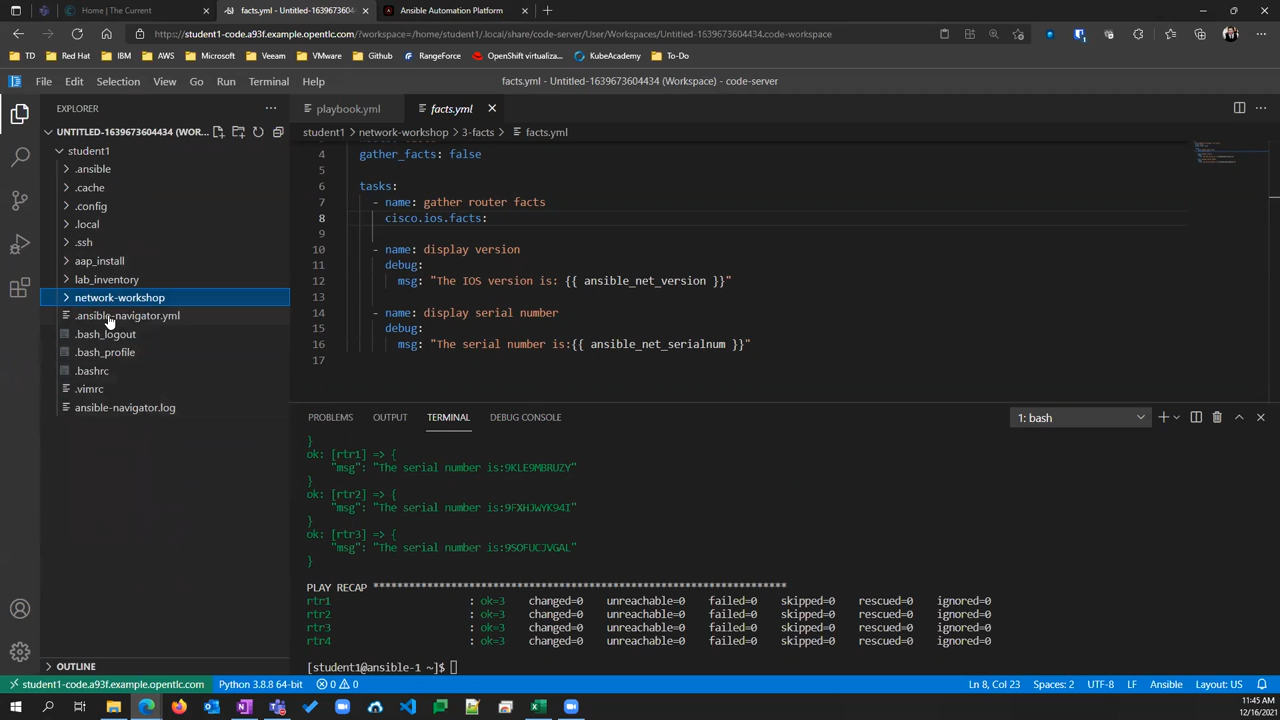 Home | The Current
facts.yml - Untitled-163967360
Ansible Automation Platform
http://student1-code.a93f.example.opentlc.com/?workspace=/home/student1/.local/share/code-server/User/Workspaces/Untitled-1639673604434.code-workspace
TD
Red Hat
IBM
AWS
Microsoft
Veeam
VMware
Github
RangeForce
OpenShift virtualiza...
KubeAcademy
To-Do
File
Edit
Selection
View
Go
Run
Terminal
Help
facts.yml - Untitled-1639673604434 (Workspace) - code-server
EXPLORER
UNTITLED-1639673604434 (WOR...
student1
.ansible
.cache
.config
.local
.ssh
aap_install
lab_inventory
network-workshop
.ansible-navigator.yml
.bash_logout
.bash_profile
.bashrc
.vimrc
ansible-navigator.log
OUTLINE
playbook.yml
facts.yml
student1 > network-workshop > 3-facts > facts.yml
4 gather_facts: false
5
6 tasks:
7 - name: gather router facts
8 cisco.ios.facts:
9
10 - name: display version
11 debug:
12 msg: "The IOS version is: {{ ansible_net_version }}"
13
14 - name: display serial number
15 debug:
16 msg: "The serial number is:{{ ansible_net_serialnum }}"
17
PROBLEMS
OUTPUT
TERMINAL
DEBUG CONSOLE
1: bash
}
ok: [rtr1] => {
"msg": "The serial number is:9KLE9MBRUZY"
}
ok: [rtr2] => {
"msg": "The serial number is:9FXHJWYK94I"
}
ok: [rtr3] => {
"msg": "The serial number is:9SOFUCJVGAL"
}
PLAY RECAP *********************************************************************
rtr1 : ok=3 changed=0 unreachable=0 failed=0 skipped=0 rescued=0 ignored=0
rtr2 : ok=3 changed=0 unreachable=0 failed=0 skipped=0 rescued=0 ignored=0
rtr3 : ok=3 changed=0 unreachable=0 failed=0 skipped=0 rescued=0 ignored=0
rtr4 : ok=3 changed=0 unreachable=0 failed=0 skipped=0 rescued=0 ignored=0
[student1@ansible-1 ~]$
student1-code.a93f.example.opentlc.com
Python 3.8.8 64-bit
0
0
Ln 8, Col 23
Spaces: 2
UTF-8
LF
Ansible
Layout: US
11:45 AM
12/16/2021